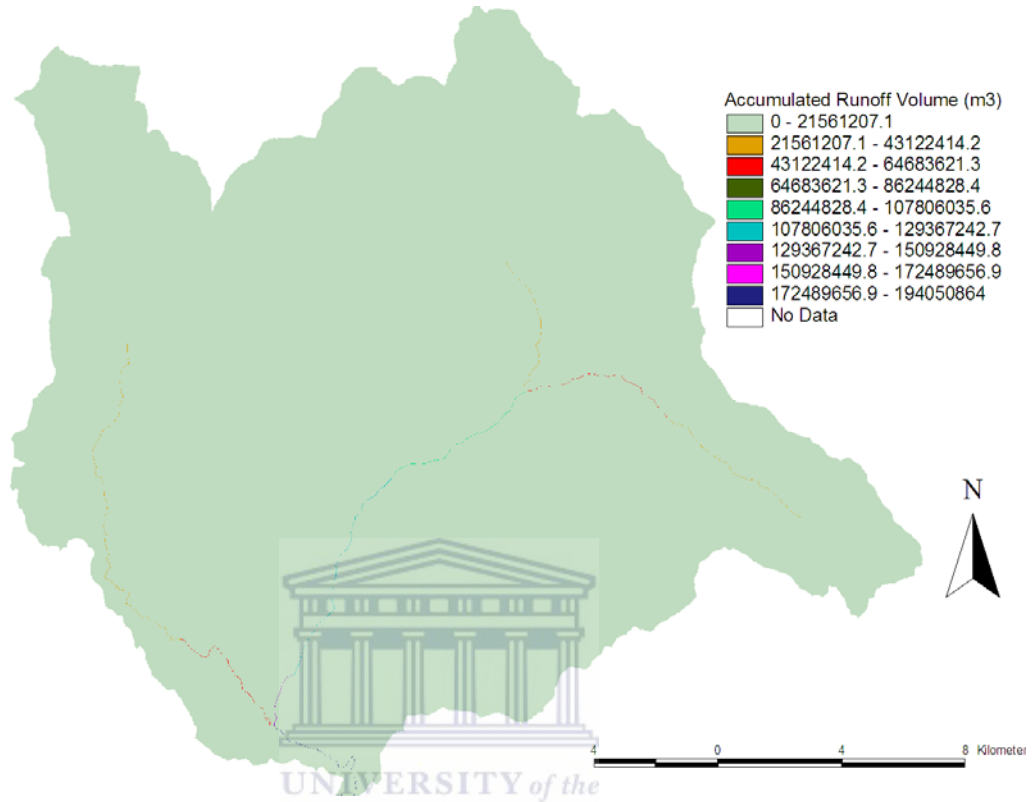 Accumulated Runoff Volume (m3)
0 - 21561207.1
21561207.1 - 43122414.2
43122414.2 - 64683621.3
64683621.3 - 86244828.4
86244828.4 - 107806035.6
107806035.6 - 129367242.7
129367242.7 - 150928449.8
150928449.8 - 172489656.9
172489656.9 - 194050864
No Data
N
4 0 4 8 Kilometer
UNIVERSITY of the